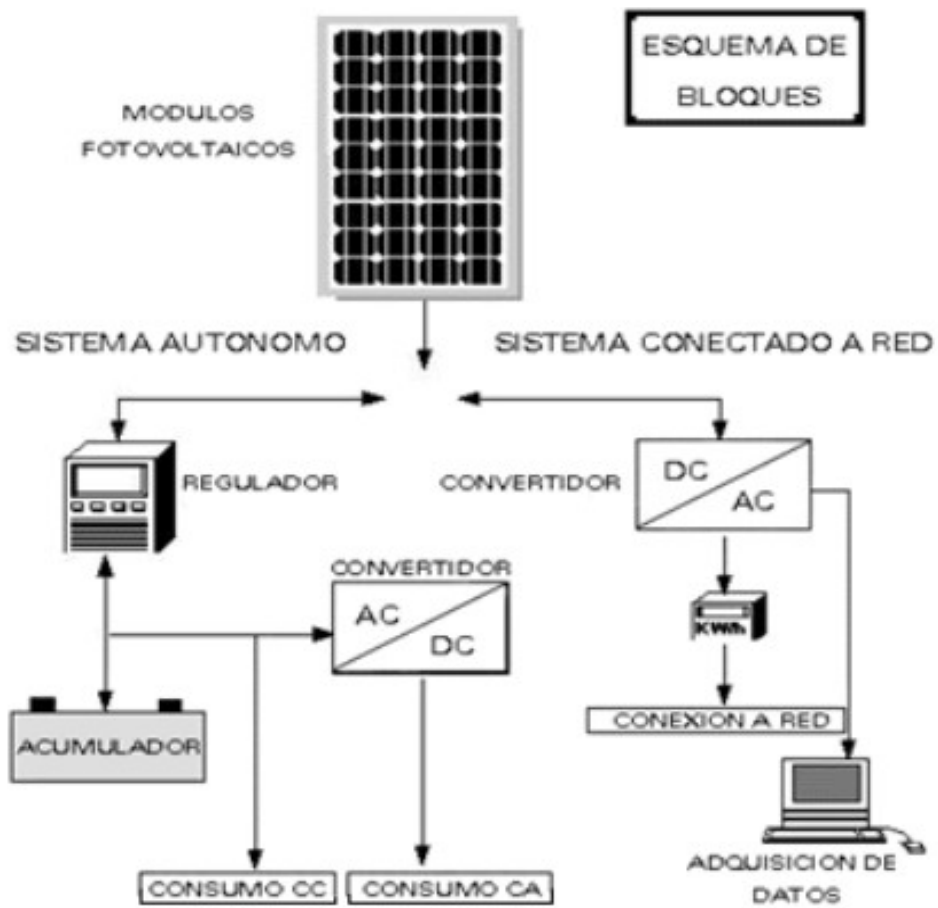 ESQUEMA DE
BLOQUES
MODULOS
FOTOVOLTAICOS
SISTEMA AUTONOMO
SISTEMA CONECTADO A RED
REGULADOR
CONVERTIDOR
DC
AC
CONVERTIDOR
AC
DC
KWh
CONEXION A RED
ACUMULADOR
ADQUISICION DE
DATOS
CONSUMO CC
CONSUMO CA